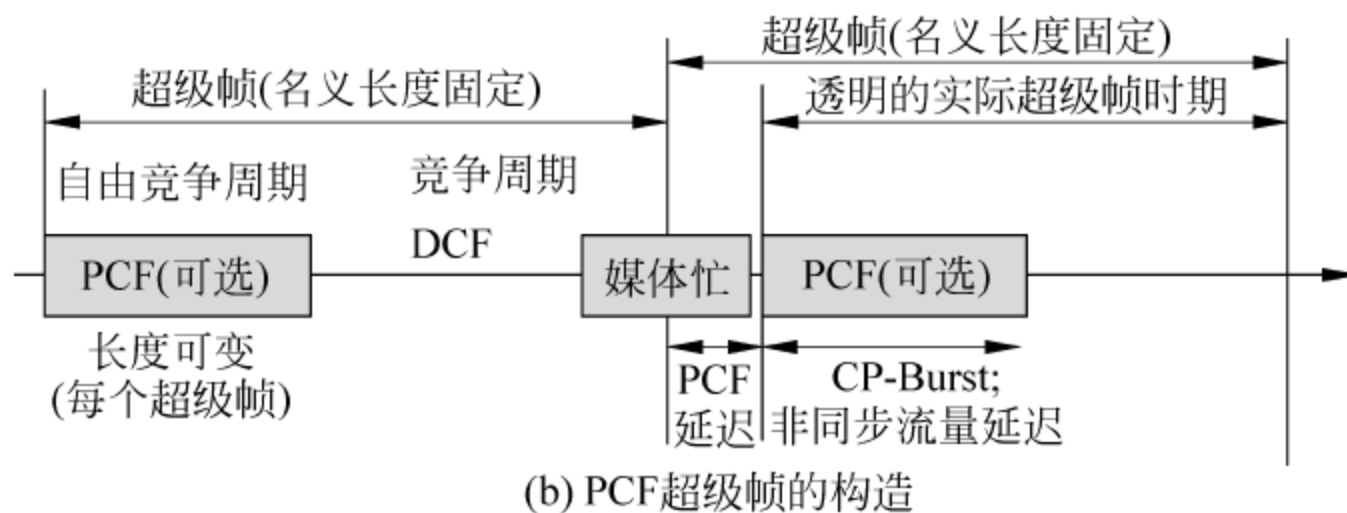 超级帧(名义长度固定)
超级帧(名义长度固定)
透明的实际超级帧时期
自由竞争周期
竞争周期
DCF
PCF(可选)
媒体忙
PCF(可选)
长度可变
(每个超级帧)
PCF
延迟
CP-Burst;
非同步流量延迟
(b) PCF超级帧的构造